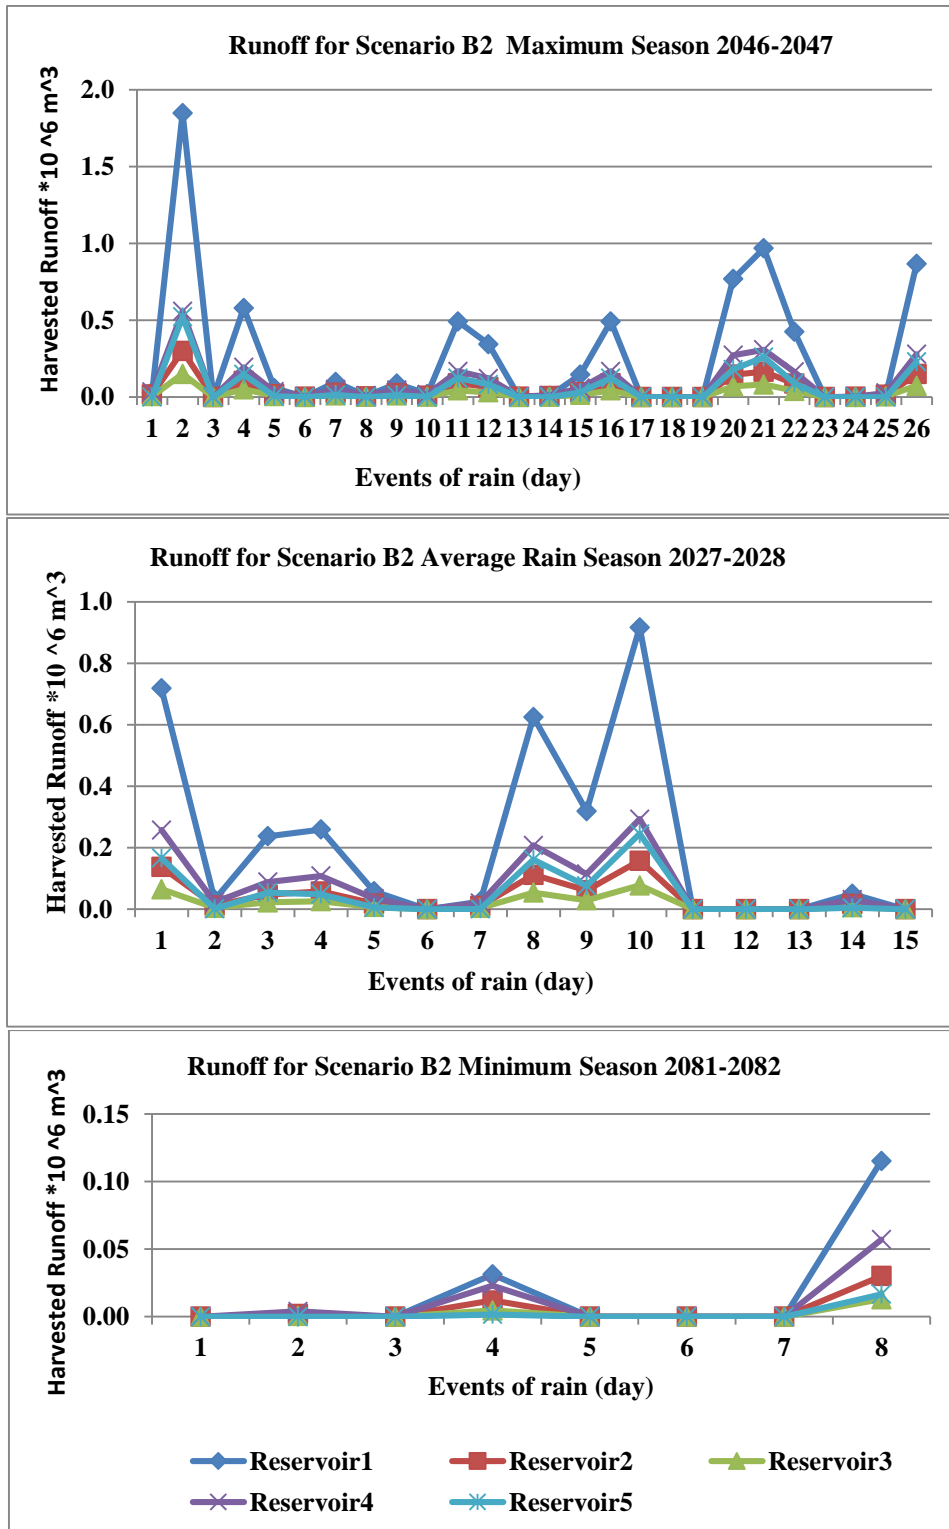 Runoff for Scenario B2 Maximum Season 2046-2047
Harvested Runoff *10 ^6 m^3
2.0
1.5
1.0
0.5
0.0
1 2 3 4 5 6 7 8 9 10 11 12 13 14 15 16 17 18 19 20 21 22 23 24 25 26
Events of rain (day)
Runoff for Scenario B2 Average Rain Season 2027-2028
Harvested Runoff *10 ^6 m^3
1.0
0.8
0.6
0.4
0.2
0.0
1 2 3 4 5 6 7 8 9 10 11 12 13 14 15
Events of rain (day)
Runoff for Scenario B2 Minimum Season 2081-2082
Harvested Runoff *10 ^6 m^3
0.15
0.10
0.05
0.00
1 2 3 4 5 6 7 8
Events of rain (day)
Reservoir1 Reservoir2 Reservoir3
Reservoir4 Reservoir5